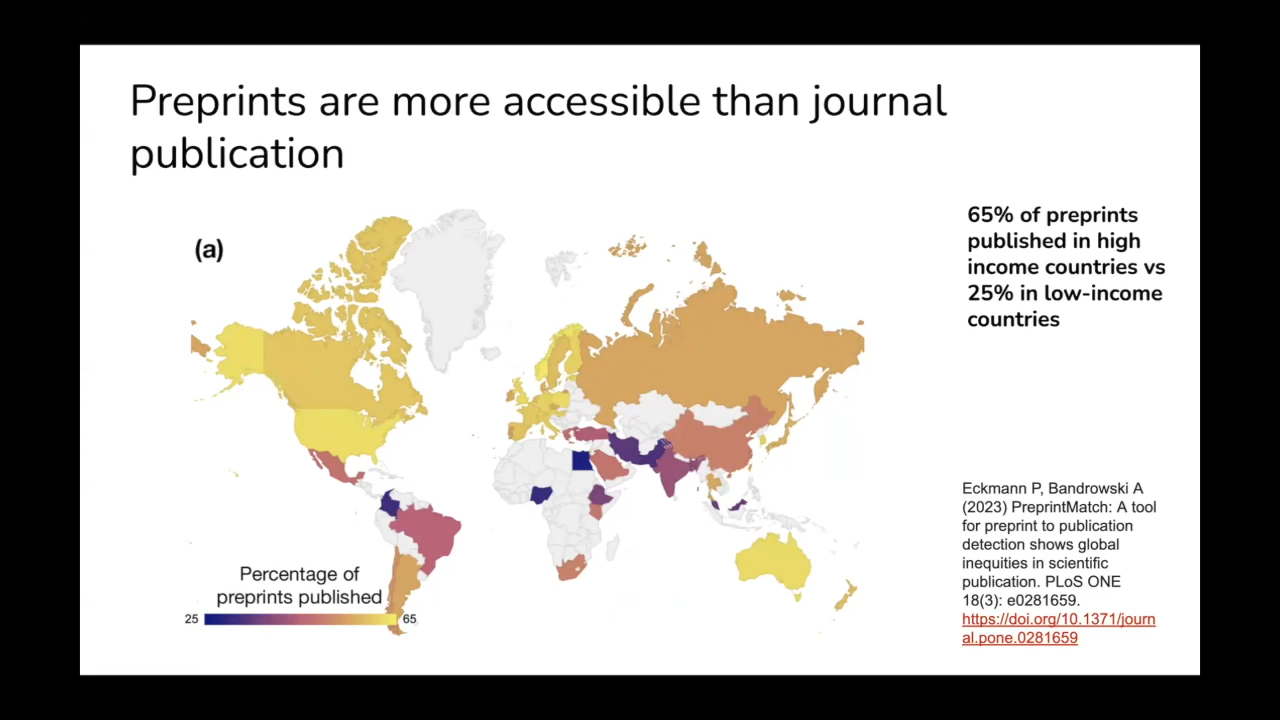 Preprints are more accessible than journal
publication
(a)
65% of preprints
published in high
income countries vs
25% in low-income
countries
Percentage of
preprints published
25
65
Eckmann P, Bandrowski A
(2023) PreprintMatch: A tool
for preprint to publication
detection shows global
inequities in scientific
publication. PLoS ONE
18(3): e0281659.
https://doi.org/10.1371/journ
al.pone.0281659